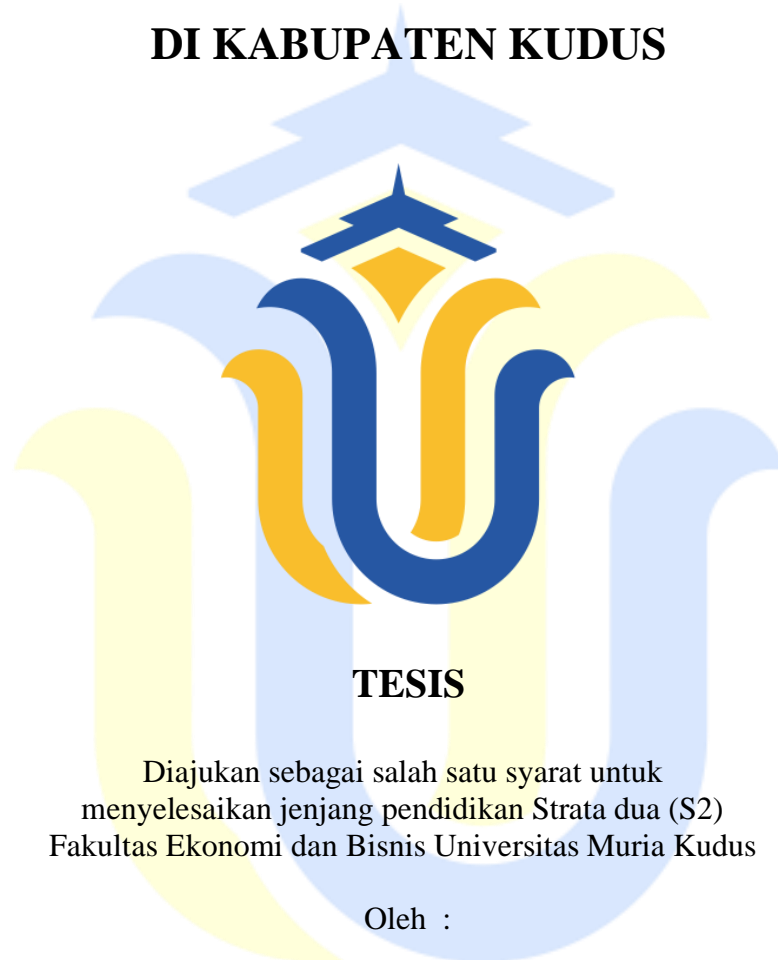 DI KABUPATEN KUDUS
TESIS
Diajukan sebagai salah satu syarat untuk
menyelesaikan jenjang pendidikan Strata dua (S2)
Fakultas Ekonomi dan Bisnis Universitas Muria Kudus
Oleh :